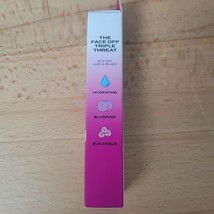 THE
FACE OFF
TRIPLE
THREAT
HYDRATING
BLURRING
BUILDABLE